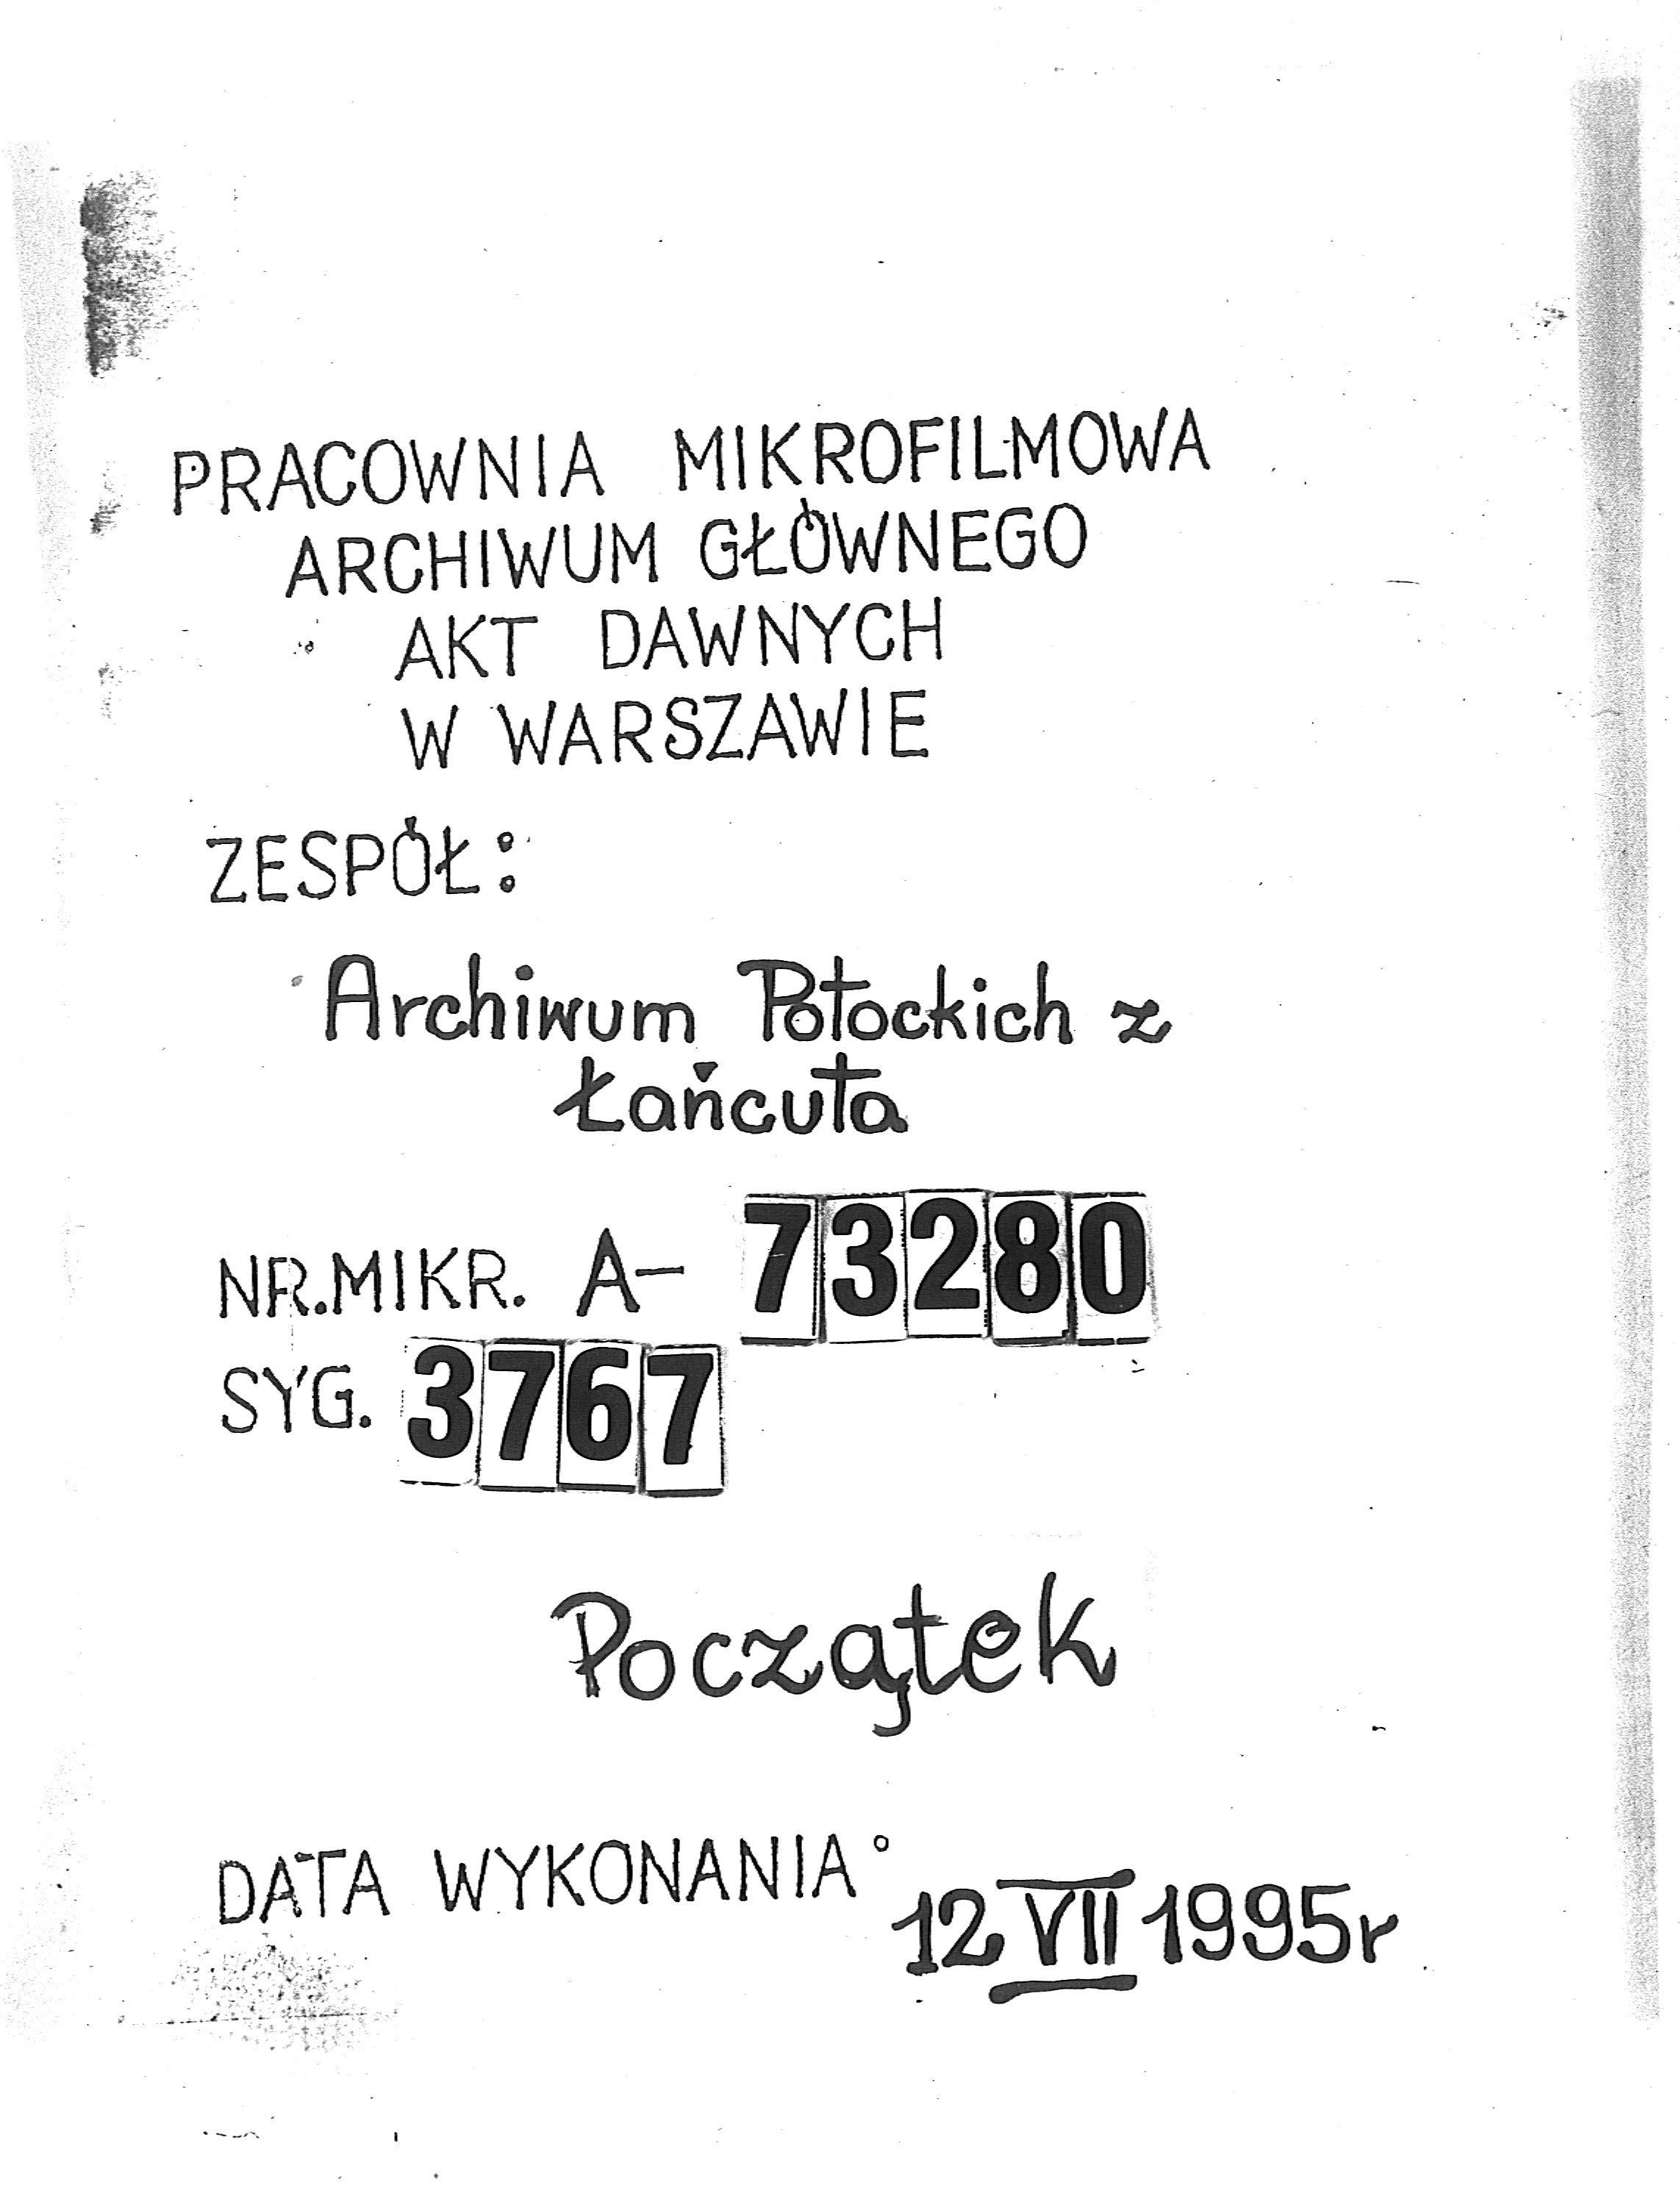 PRACOWNIA MIKROFILMOWA
ARCHIWUM GŁÓWNEGO
AKT DAWNYCH
W WARSZAWIE
ZESPÓŁ:
Archiwum Potockich z
Łańcuta
NR.MIKR. A- 73280
SYG. 3767
Początek
DATA WYKONANIA: 12 VII 1995r